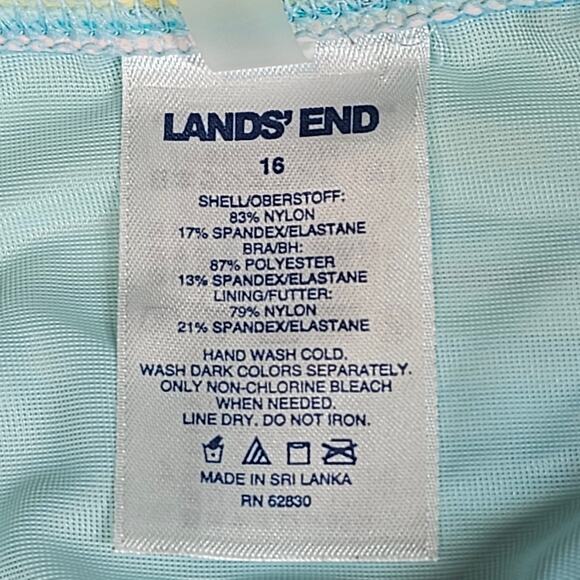 LANDS' END
16
SHELL/OBERSTOFF:
83% NYLON
17% SPANDEX/ELASTANE
BRA/BH:
87% POLYESTER
13% SPANDEX/ELASTANE
LINING/FUTTER:
79% NYLON
21% SPANDEX/ELASTANE
HAND WASH COLD.
WASH DARK COLORS SEPARATELY.
ONLY NON-CHLORINE BLEACH
WHEN NEEDED.
LINE DRY. DO NOT IRON.
MADE IN SRI LANKA
RN 62830